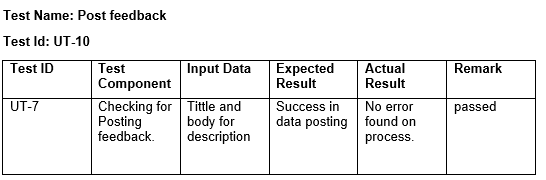 Test Name: Post feedback
Test Id: UT-10
Test ID Test Input Data Expected Actual Remark
Component Result Result
UT-7 Checking for Tittle and Success in No error passed
Posting body for data posting found on
feedback. description process.